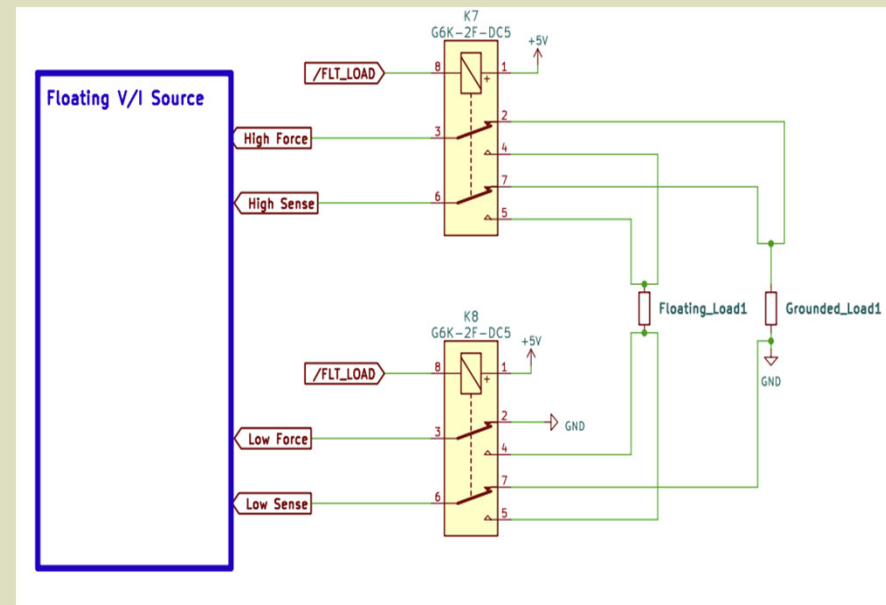 K7
G6K-2F-DC5
+5V
/FLT_LOAD
8
1
+
Floating V/I Source
2
High Force
3
4
7
High Sense
6
5
Floating_Load1
Grounded_Load1
K8
G6K-2F-DC5
+5V
GND
/FLT_LOAD
8
1
+
2
GND
Low Force
3
4
7
Low Sense
6
5